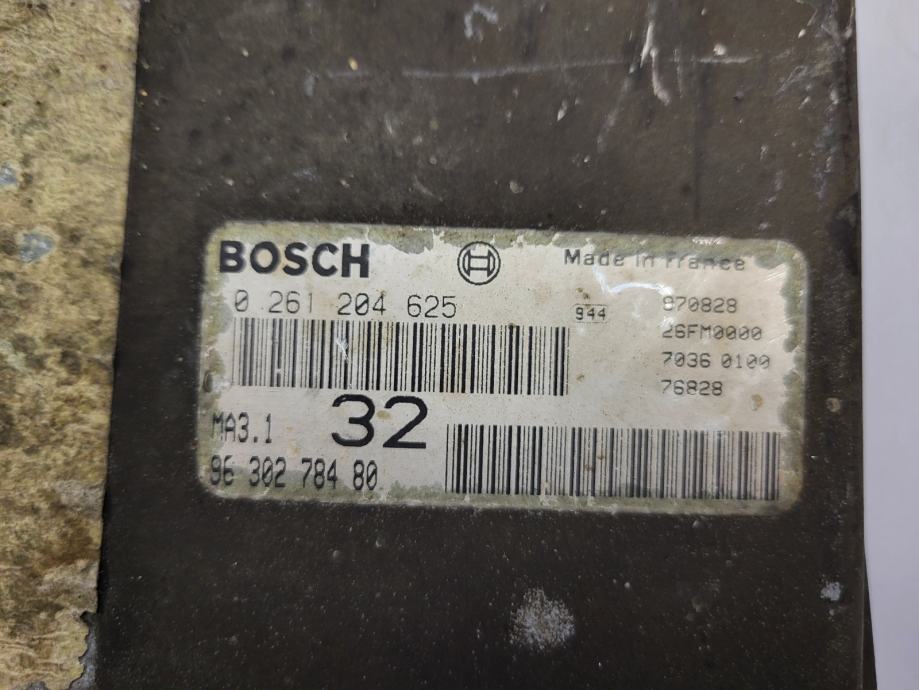 BOSCH
Made in France
0 261 204 625
944
870828
26FM0000
7036 0100
76828
MA3.1
32
96 302 784 80